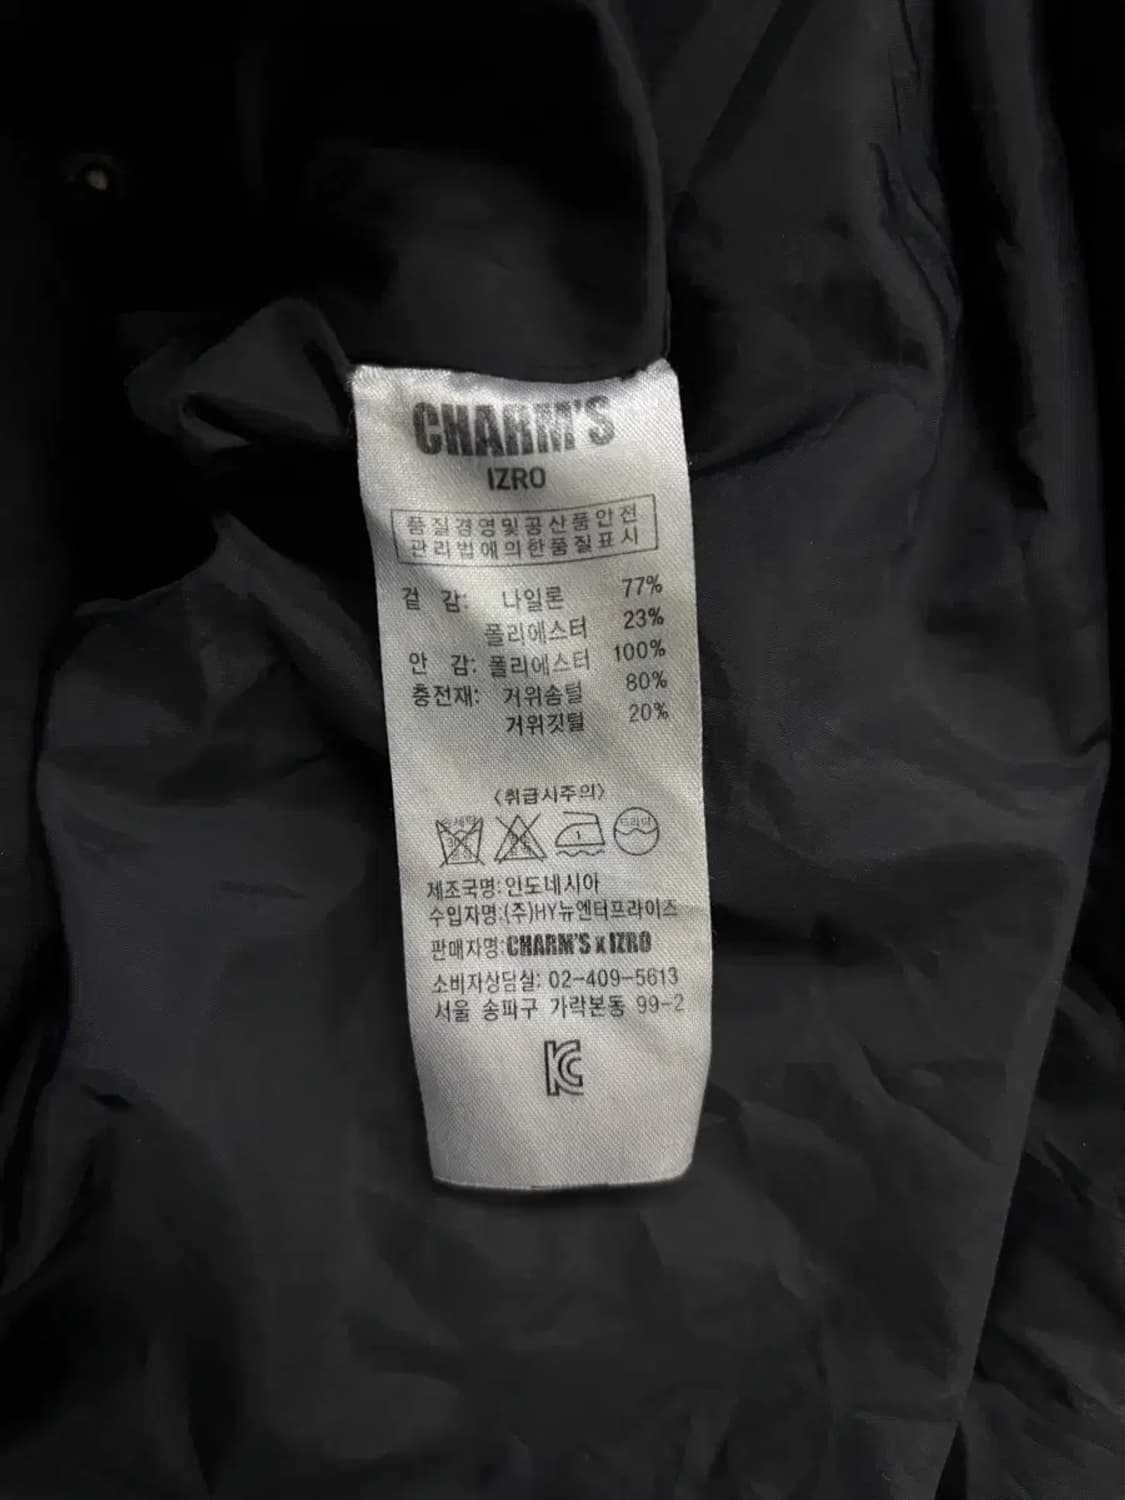 CHARM'S
IZRO
품질경영및공산품안전
관리법에의한품질표시
겉 감: 나일론 77%
폴리에스터 23%
안 감: 폴리에스터 100%
충전재: 거위솜털 80%
거위깃털 20%
〈취급시주의〉
드라이
제조국명:인도네시아
수입자명:(주)HY뉴엔터프라이즈
판매자명:CHARM'S x IZRO
소비자상담실: 02-409-5613
서울 송파구 가락본동 99-2
KC